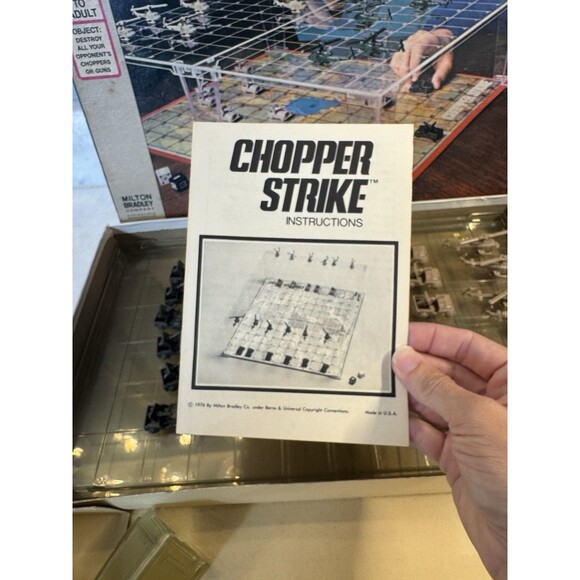 TO
ADULT
OBJECT:
DESTROY
ALL YOUR
OPPONENT'S
CHOPPERS
OR GUNS
MILTON
BRADLEY
COMPANY
CHOPPER
STRIKE™
INSTRUCTIONS
© 1976 By Milton Bradley Co. under Berne & Universal Copyright Conventions
Made in U.S.A.